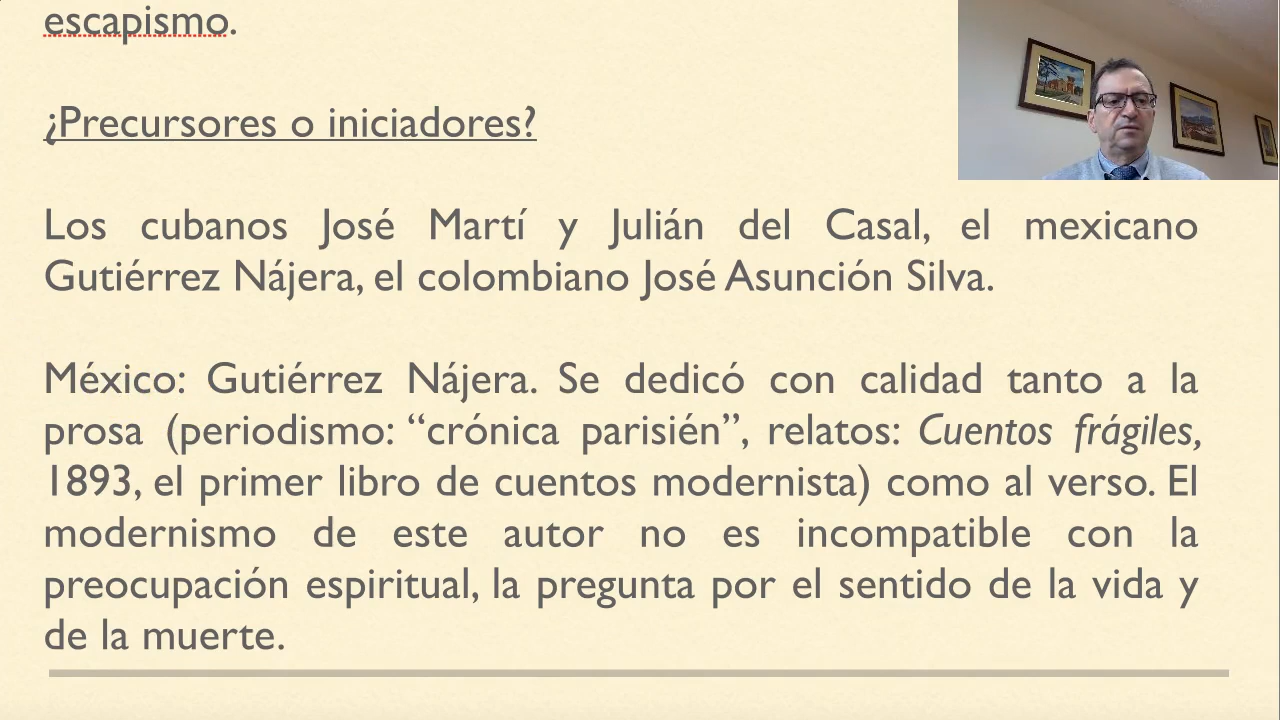 escapismo.
¿Precursores o iniciadores?
Los cubanos José Martí y Julián del Casal, el mexicano
Gutiérrez Nájera, el colombiano José Asunción Silva.
México: Gutiérrez Nájera. Se dedicó con calidad tanto a la
prosa (periodismo: “crónica parisién”, relatos: Cuentos frágiles,
1893, el primer libro de cuentos modernista) como al verso. El
modernismo de este autor no es incompatible con la
preocupación espiritual, la pregunta por el sentido de la vida y
de la muerte.